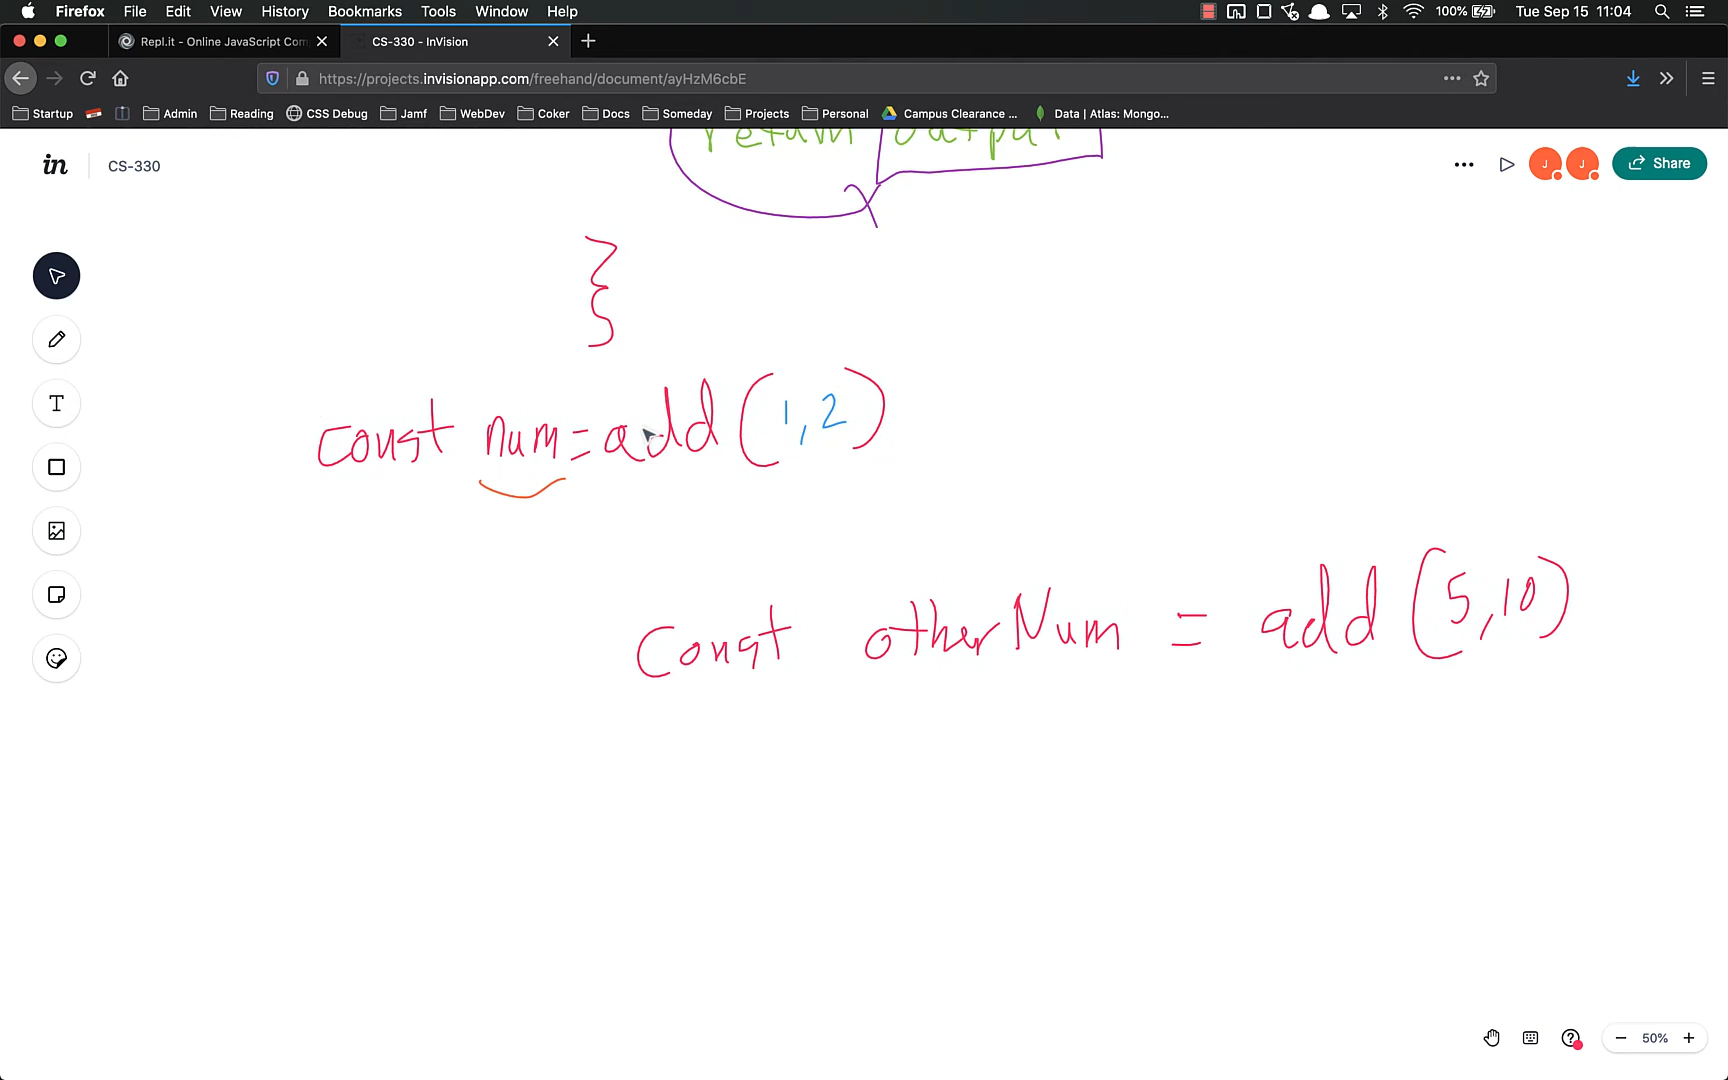 Firefox File Edit View History Bookmarks Tools Window Help 100% Tue Sep 15 11:04
Repl.it - Online JavaScript Com CS-330 - InVision
https://projects.invisionapp.com/freehand/document/ayHzM6cbE
Startup Admin Reading CSS Debug Jamf WebDev Coker Docs Someday Projects Personal Campus Clearance ... Data | Atlas: Mongo...
return output
in CS-330 J J Share
}
const num=add(1,2)
const otherNum = add(5,10)
T
50%